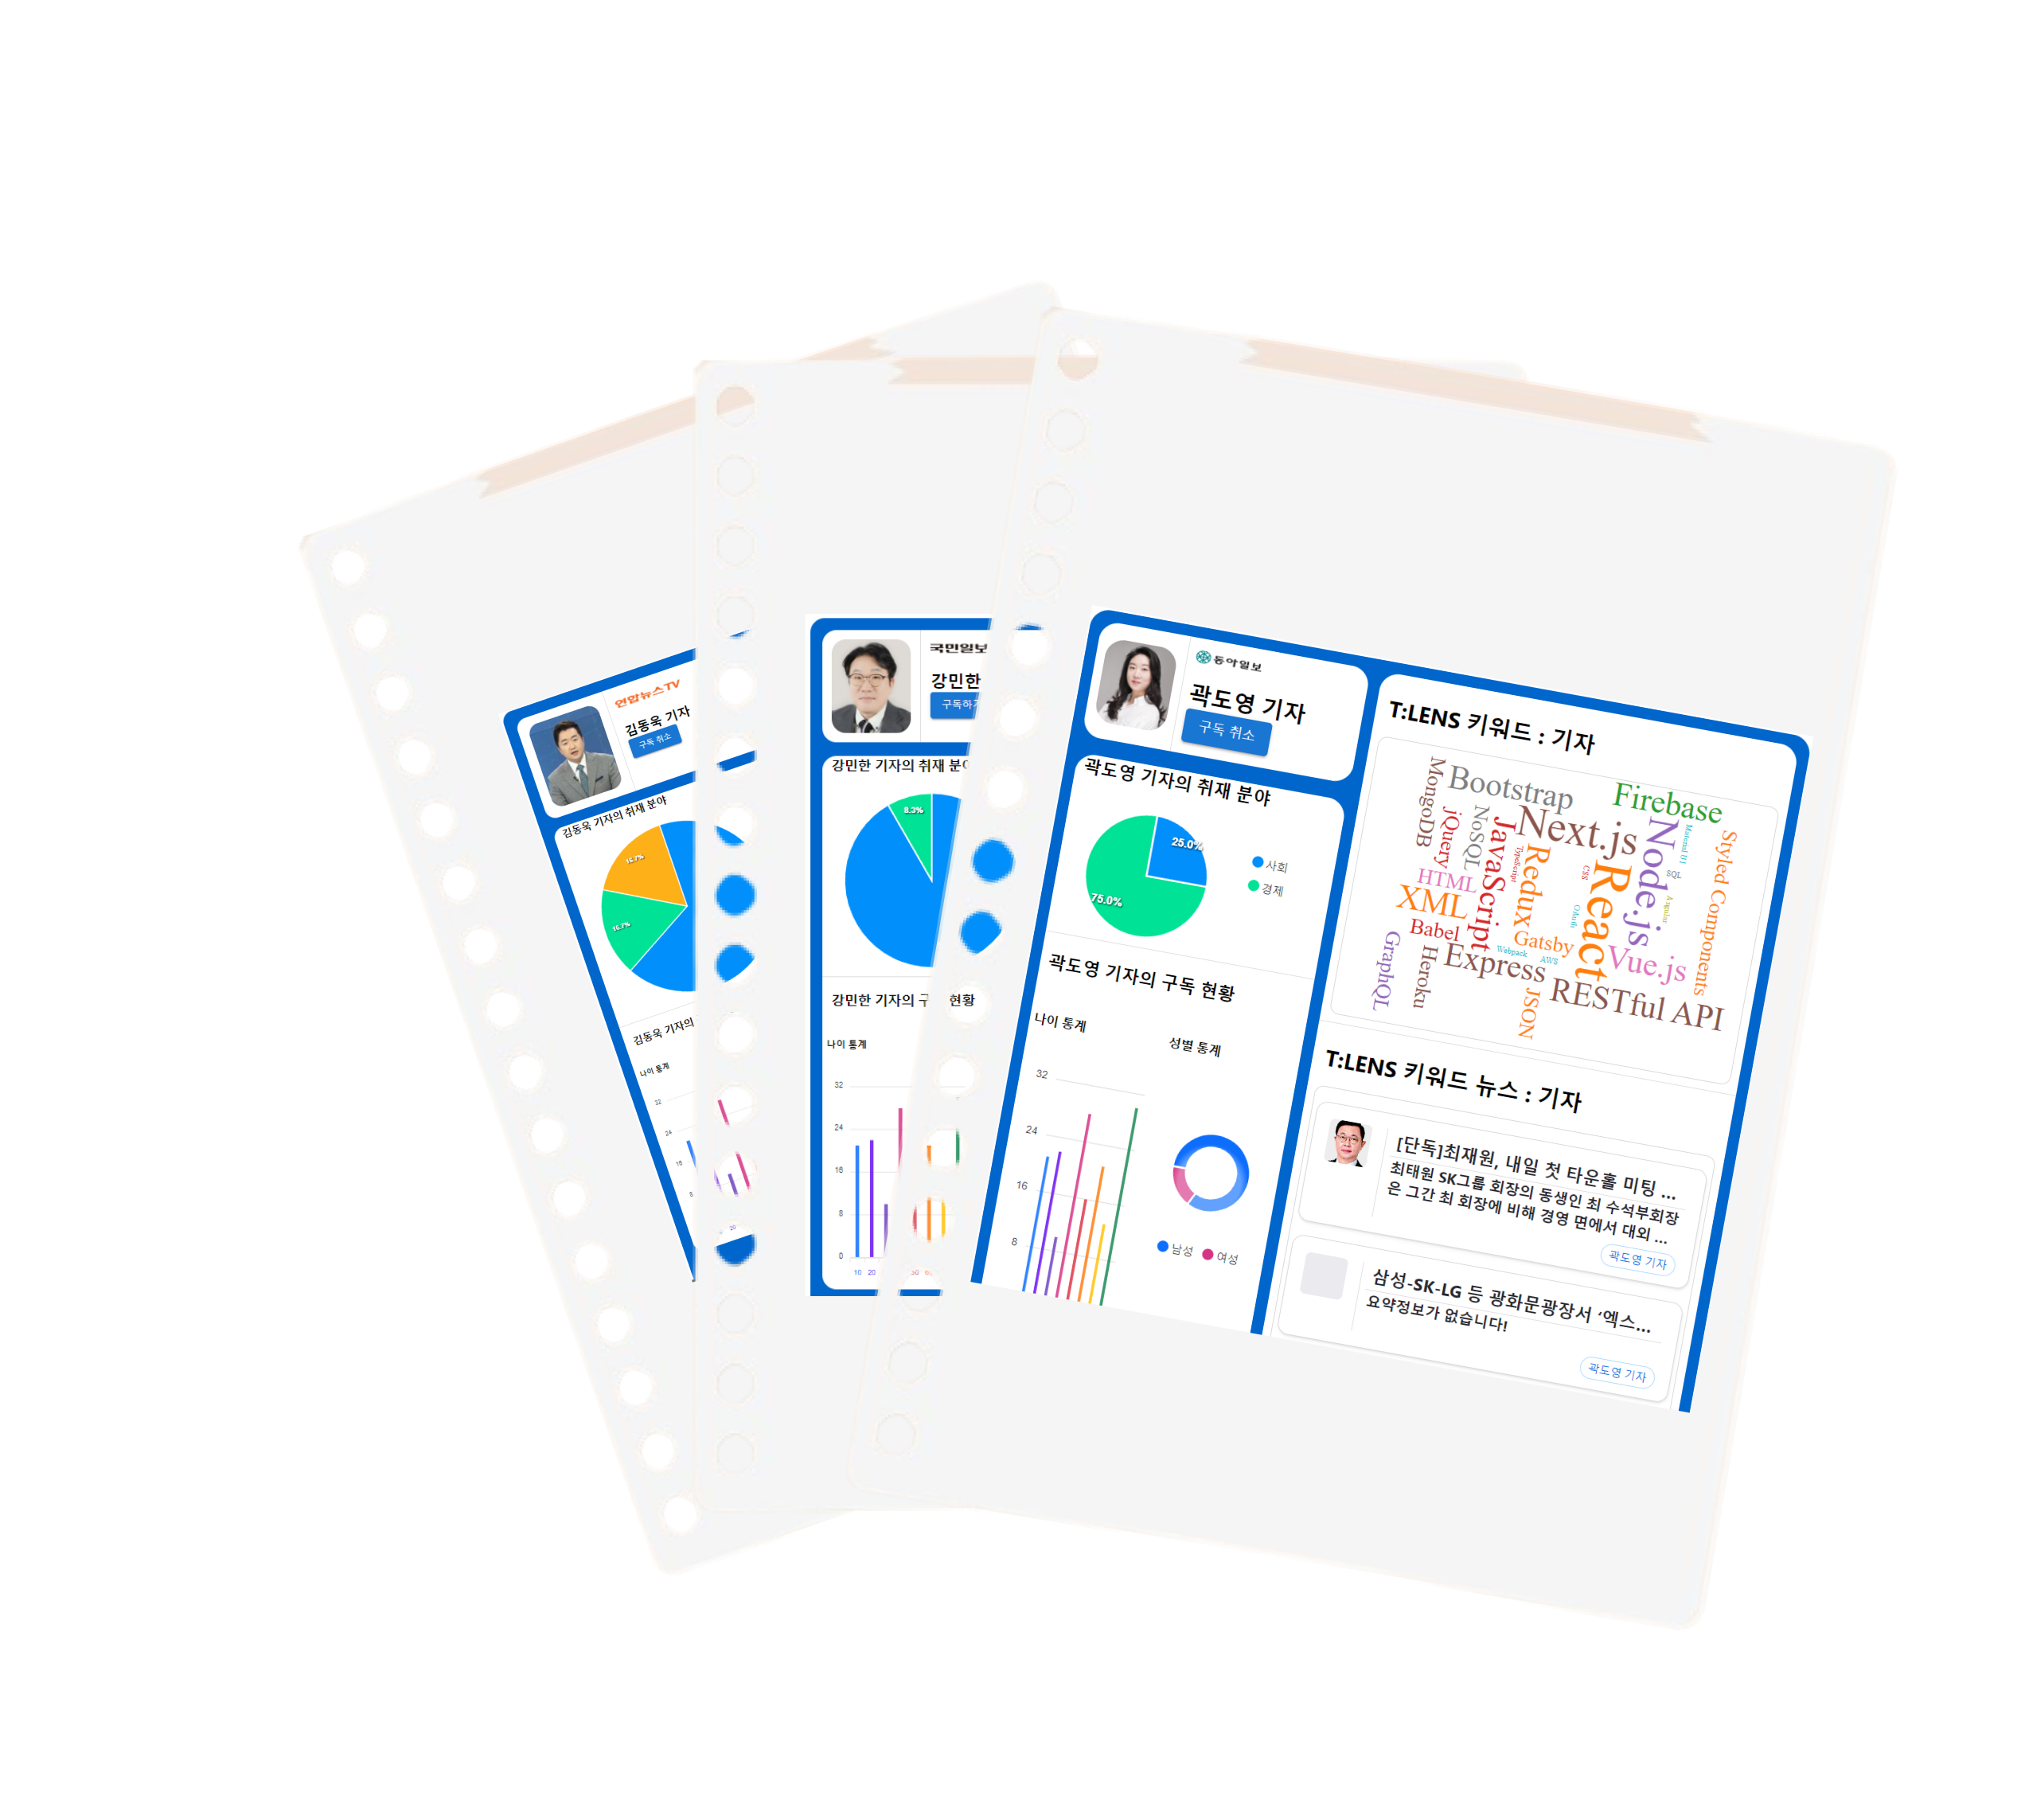 연합뉴스TV
김동욱 기자
구독 취소
김동욱 기자의 취재 분야
16.7%
16.7%
김동욱 기자의
나이 통계
32
24
16
8
20
국민일보
강민한
구독하기
강민한 기자의 취재 분야
8.3%
강민한 기자의 구
현황
나이 통계
32
24
16
8
0
10 20
50 60
동아일보
곽도영 기자
구독 취소
곽도영 기자의 취재 분야
25.0%
75.0%
사회
경제
곽도영 기자의 구독 현황
나이 통계
성별 통계
32
24
16
8
남성 여성
T:LENS 키워드 : 기자
MongoDB
Bootstrap
Firebase
jQuery
NoSQL
JavaScript
TypeScript
Next.js
Node.js
Material UI
Styled Components
SQL
HTML
XML
Redux
CSS
React
OAuth
Angular
Babel
Gatsby
Webpack
AWS
Vue.js
GraphQL
Heroku
Express
JSON
RESTful API
T:LENS 키워드 뉴스 : 기자
[단독]최재원, 내일 첫 타운홀 미팅 ...
최태원 SK그룹 회장의 동생인 최 수석부회장
은 그간 최 회장에 비해 경영 면에서 대외 ...
곽도영 기자
삼성-SK-LG 등 광화문광장서 ‘엑스...
요약정보가 없습니다!
곽도영 기자